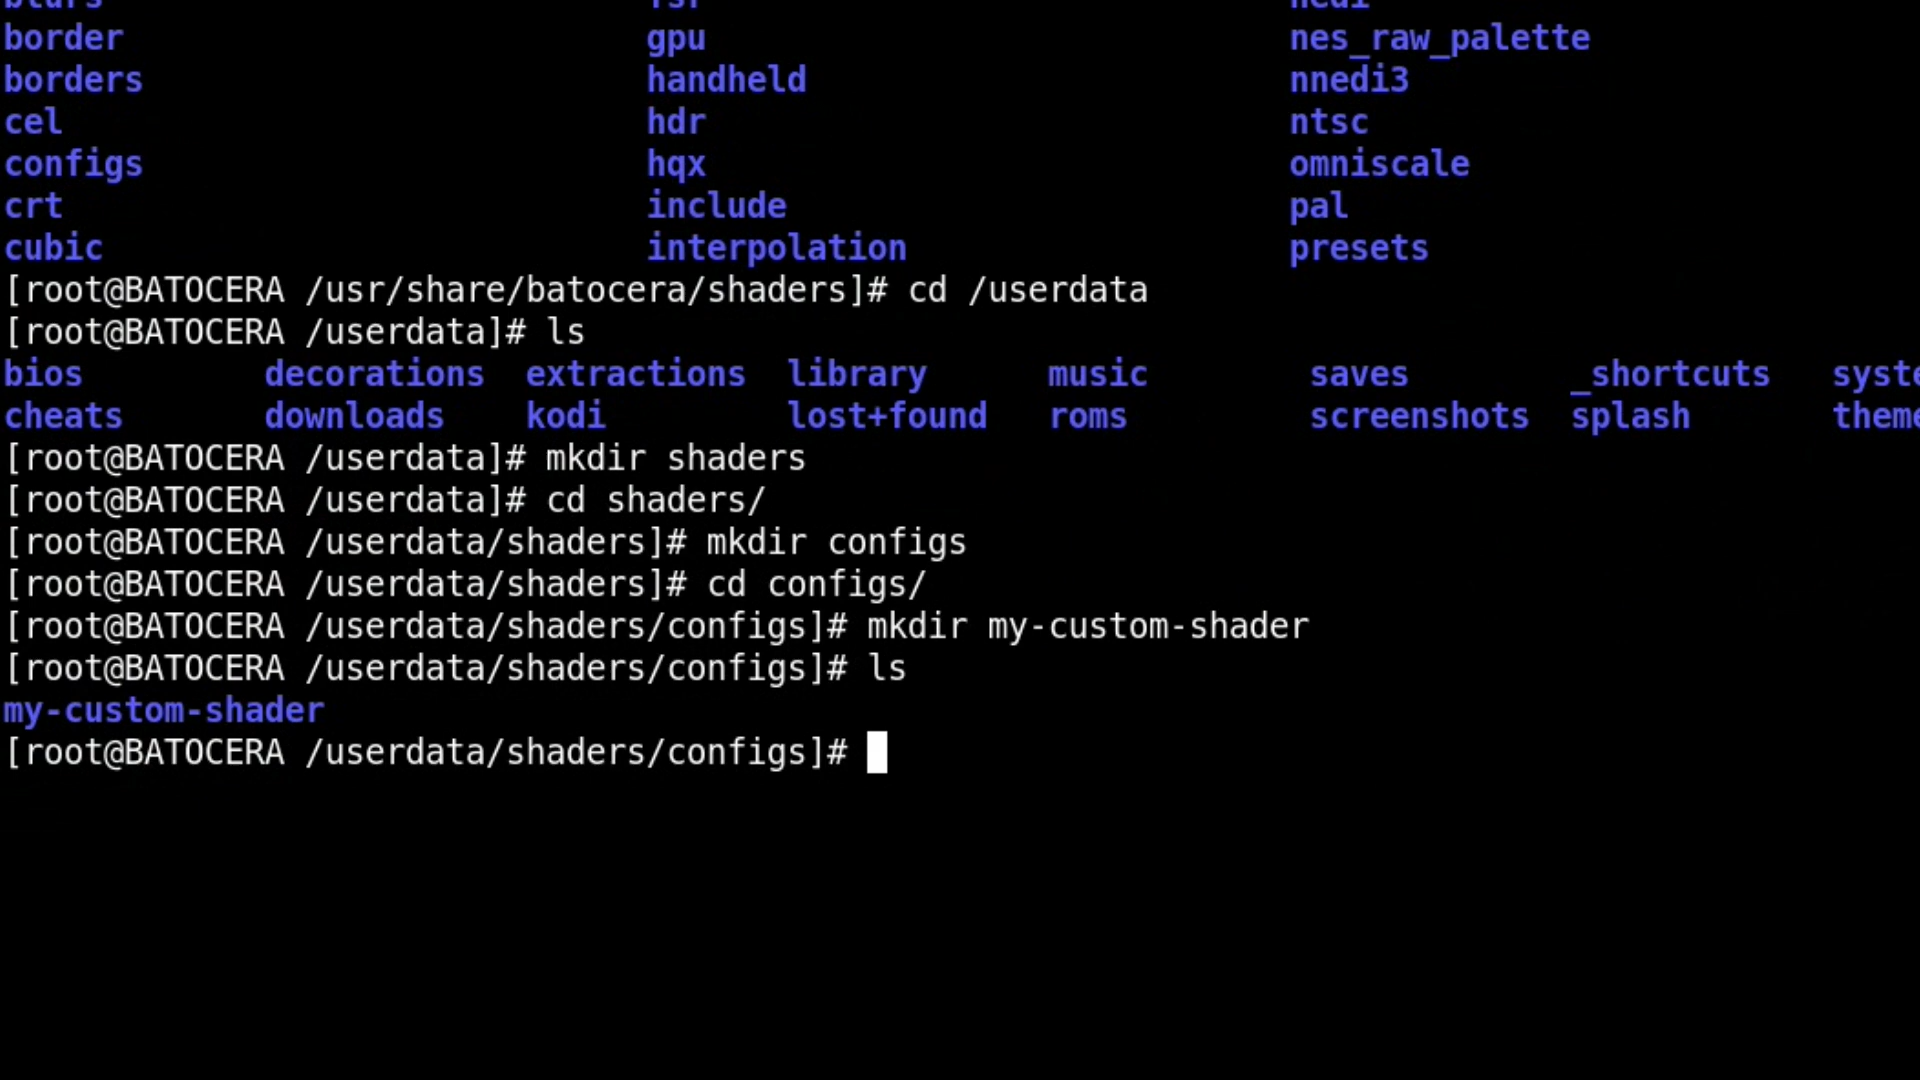 border gpu nes_raw_palette
borders handheld nnedi3
cel hdr ntsc
configs hqx omniscale
crt include pal
cubic interpolation presets
[root@BATOCERA /usr/share/batocera/shaders]# cd /userdata
[root@BATOCERA /userdata]# ls
bios decorations extractions library music saves _shortcuts syste
cheats downloads kodi lost+found roms screenshots splash theme
[root@BATOCERA /userdata]# mkdir shaders
[root@BATOCERA /userdata]# cd shaders/
[root@BATOCERA /userdata/shaders]# mkdir configs
[root@BATOCERA /userdata/shaders]# cd configs/
[root@BATOCERA /userdata/shaders/configs]# mkdir my-custom-shader
[root@BATOCERA /userdata/shaders/configs]# ls
my-custom-shader
[root@BATOCERA /userdata/shaders/configs]#